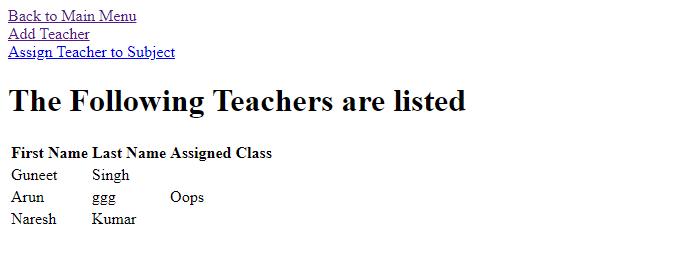 Back to Main Menu
Add Teacher
Assign Teacher to Subject
The Following Teachers are listed
First Name Last Name Assigned Class
Guneet Singh
Arun ggg Oops
Naresh Kumar